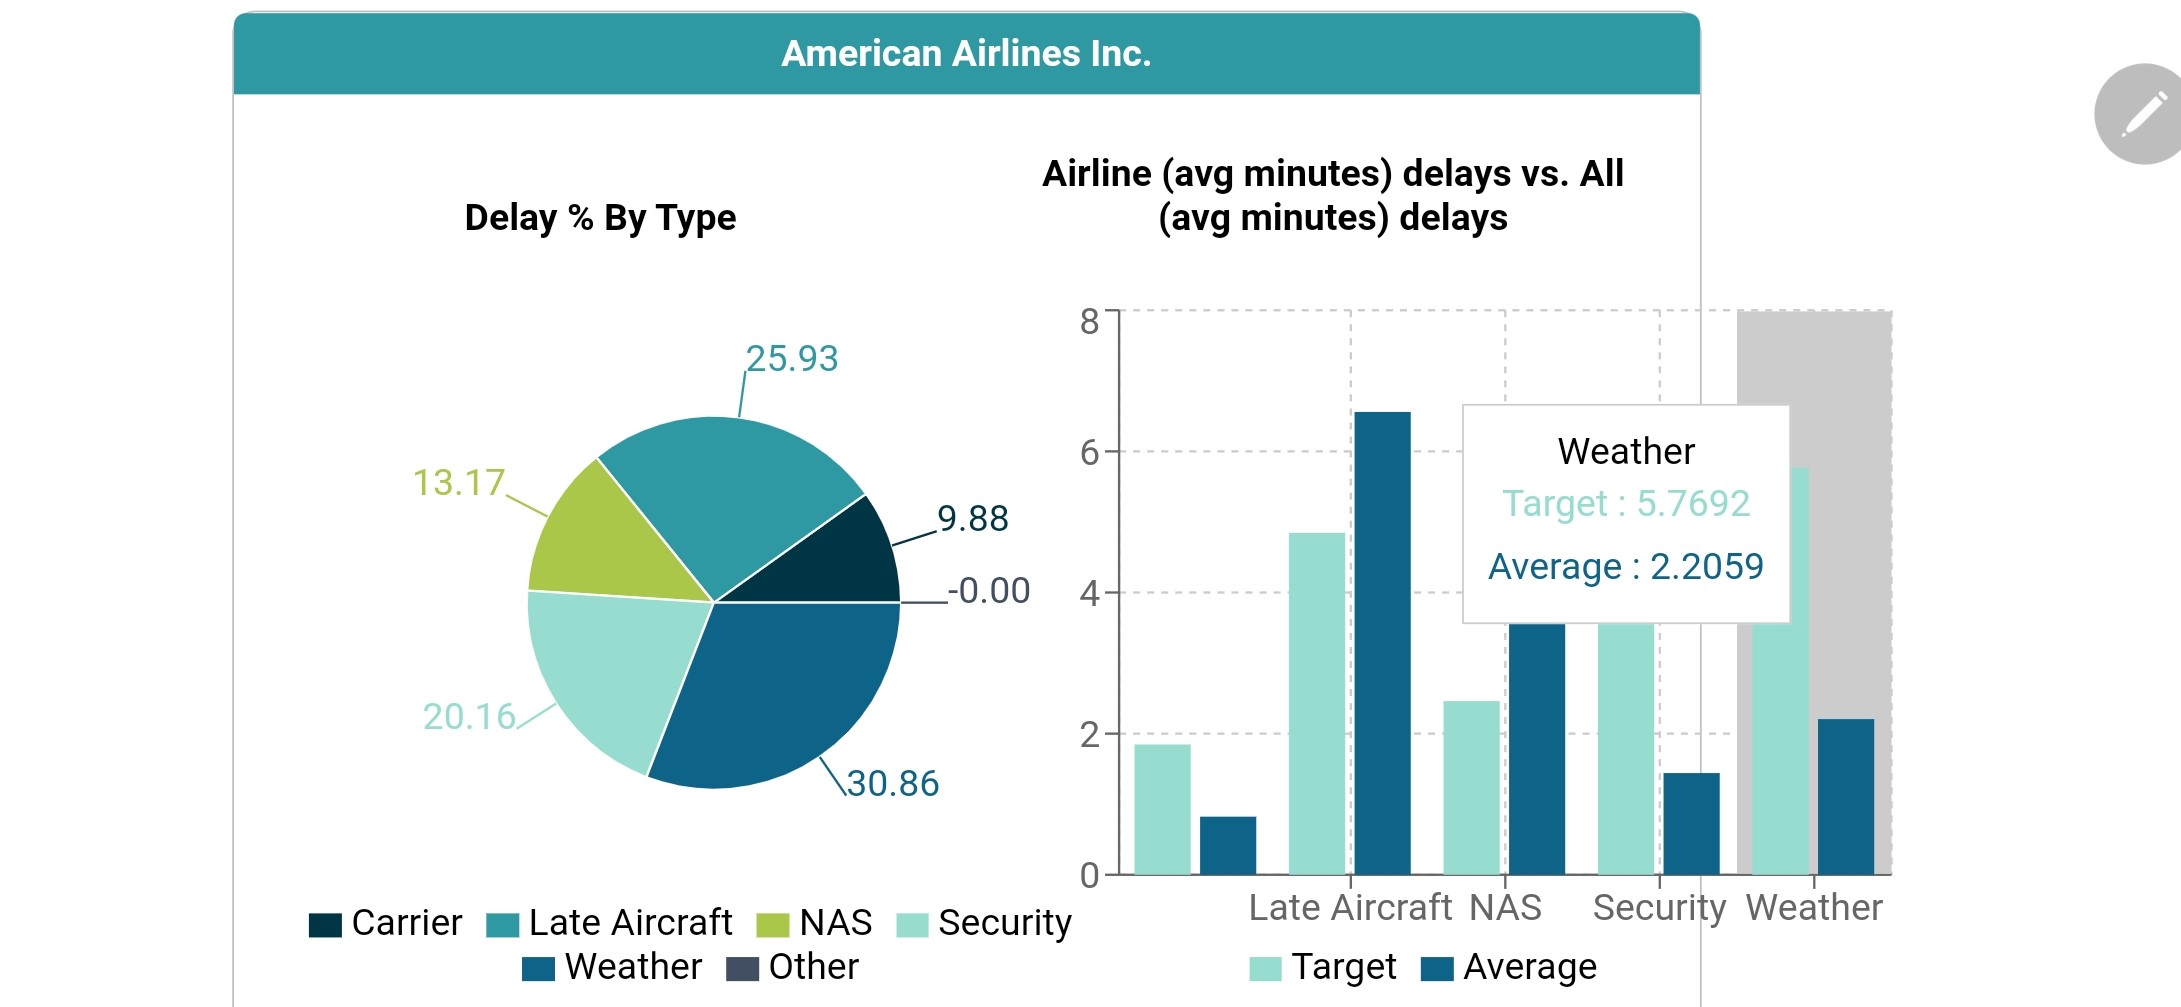 American Airlines Inc.
Delay % By Type
25.93
13.17
9.88
-0.00
20.16
30.86
Carrier Late Aircraft NAS Security
Weather Other
Airline (avg minutes) delays vs. All
(avg minutes) delays
8
6
4
2
0
Weather
Target : 5.7692
Average : 2.2059
Late Aircraft NAS Security Weather
Target Average